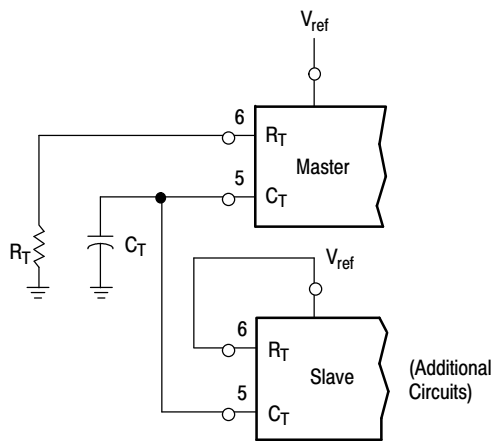 Vref
6
RT
Master
5
CT
RT
CT
Vref
6
RT
Slave
(Additional
Circuits)
5
CT